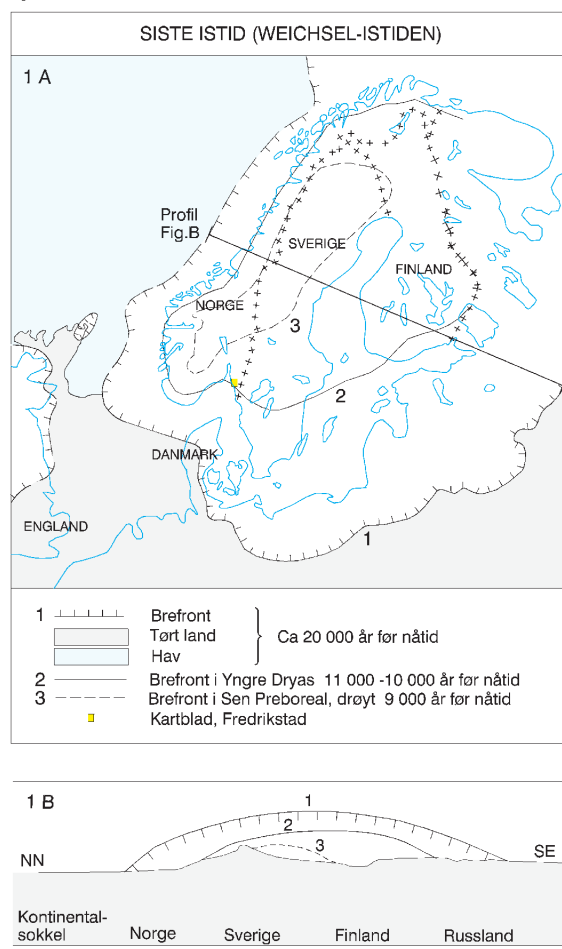 SISTE ISTID (WEICHSEL-ISTIDEN)
1 A
Profil
Fig.B
SVERIGE
FINLAND
NORGE
3
2
DANMARK
ENGLAND
1
1 Brefront
Tørt land
Hav
Ca 20 000 år før nåtid
2 Brefront i Yngre Dryas 11 000 -10 000 år før nåtid
3 Brefront i Sen Preboreal, drøyt 9 000 år før nåtid
Kartblad, Fredrikstad
1 B
1
2
3
NN
SE
Kontinental-
sokkel
Norge
Sverige
Finland
Russland